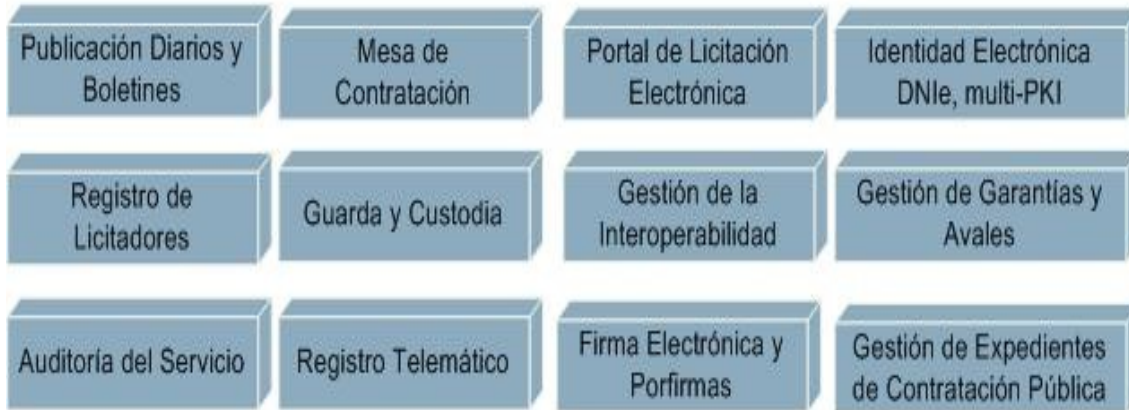 Publicación Diarios y
Boletines
Mesa de
Contratación
Portal de Licitación
Electrónica
Identidad Electrónica
DNIe, multi-PKI
Registro de
Licitadores
Guarda y Custodia
Gestión de la
Interoperabilidad
Gestión de Garantías y
Avales
Auditoría del Servicio
Registro Telemático
Firma Electrónica y
Porfirmas
Gestión de Expedientes
de Contratación Pública